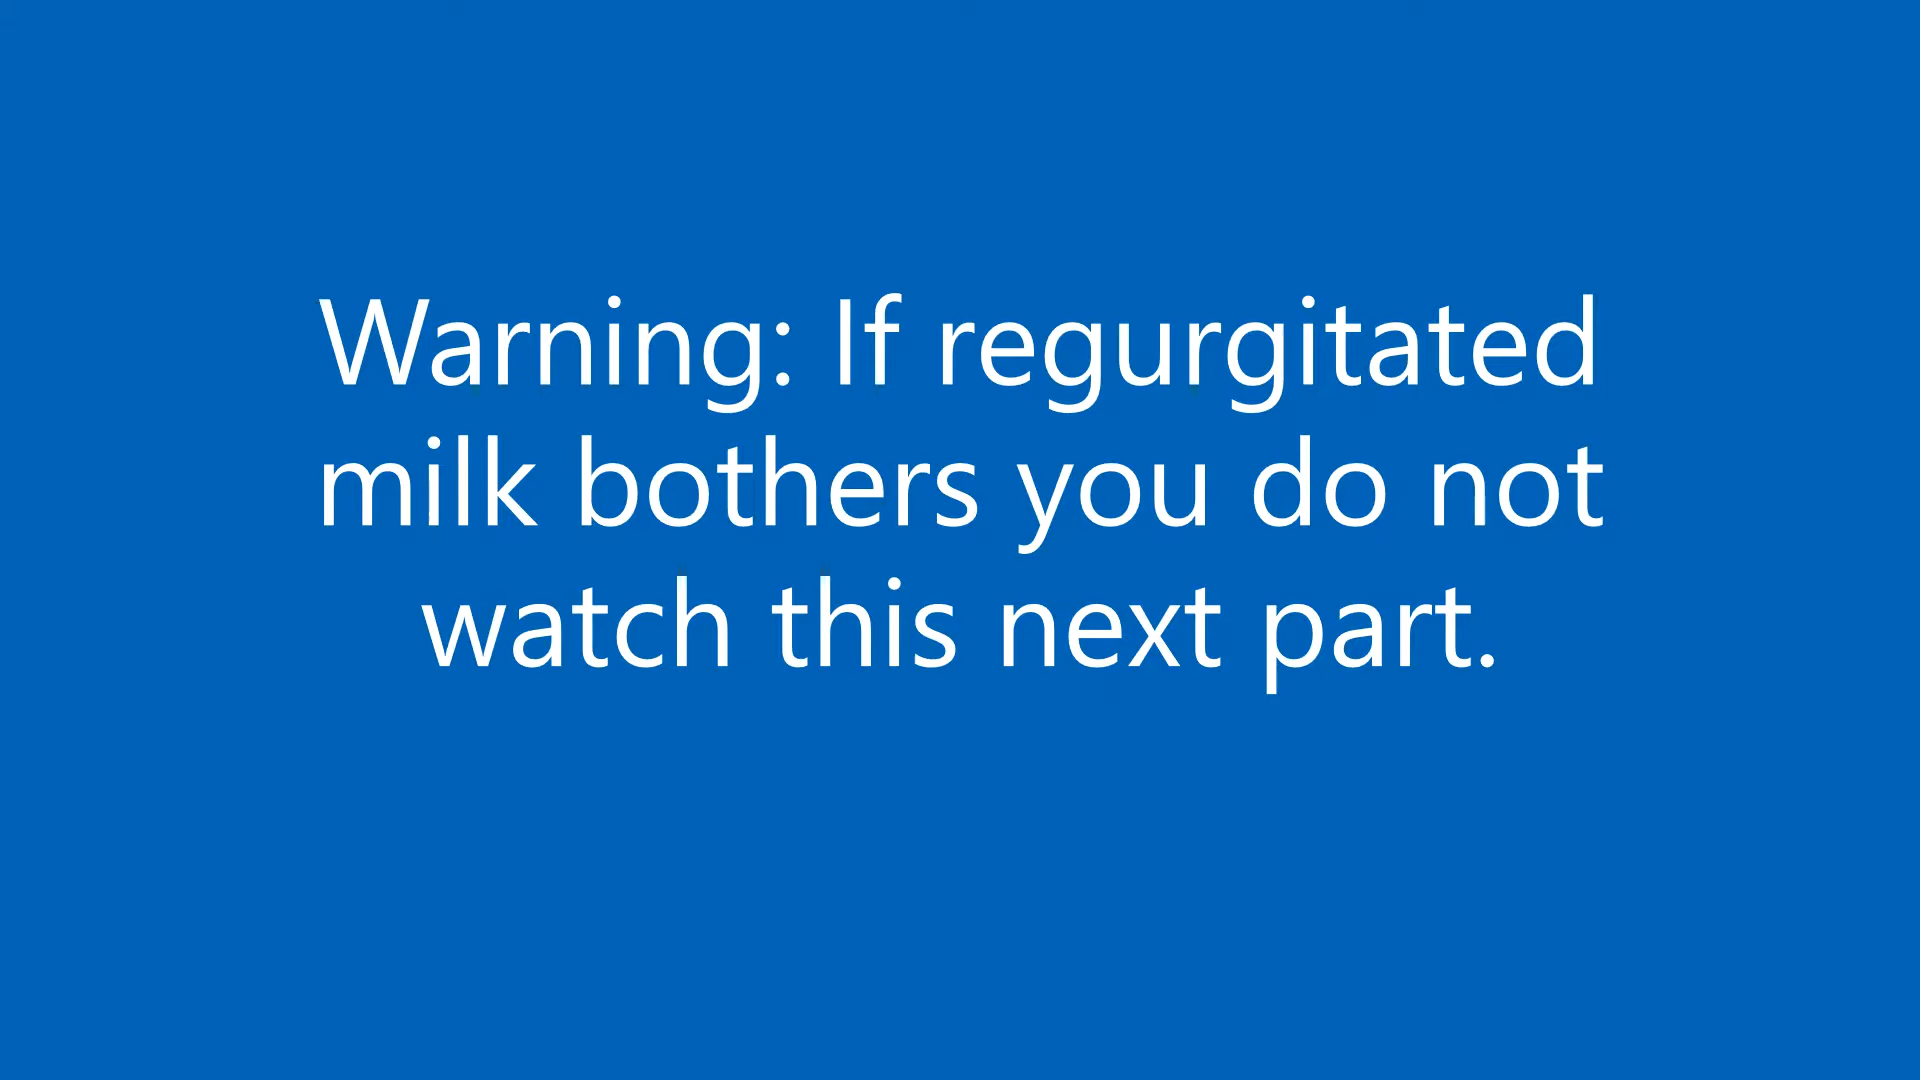 Warning: If regurgitated
milk bothers you do not
watch this next part.